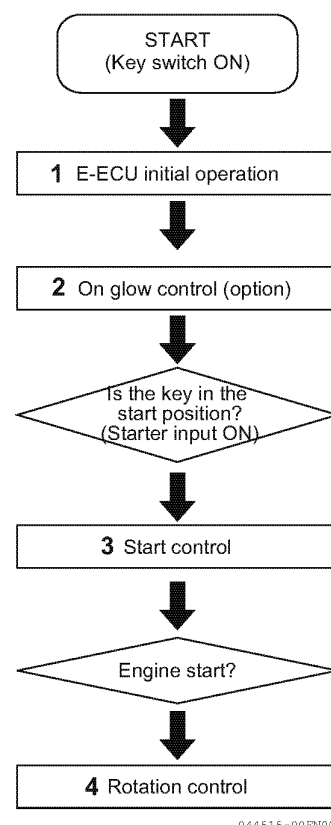 START
(Key switch ON)
1 E-ECU initial operation
2 On glow control (option)
Is the key in the
start position?
(Starter input ON)
3 Start control
Engine start?
4 Rotation control